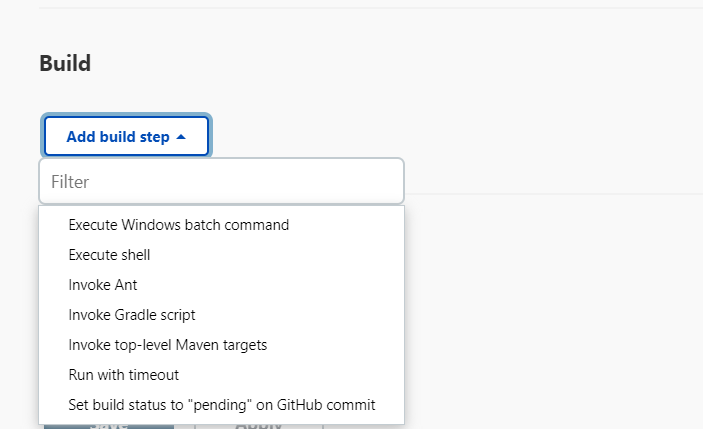 Build
Add build step
Filter
Execute Windows batch command
Execute shell
Invoke Ant
Invoke Gradle script
Invoke top-level Maven targets
Run with timeout
Set build status to "pending" on GitHub commit